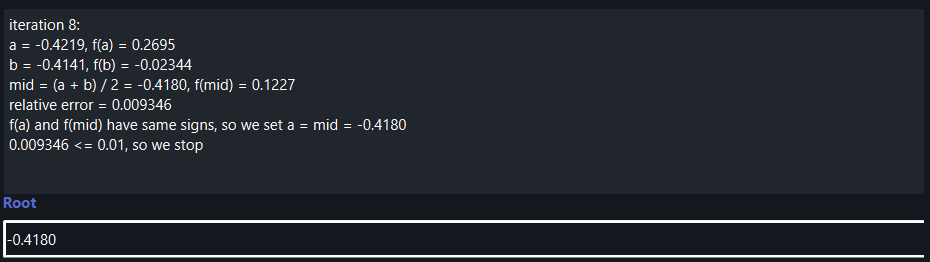 iteration 8:
a = -0.4219, f(a) = 0.2695
b = -0.4141, f(b) = -0.02344
mid = (a + b) / 2 = -0.4180, f(mid) = 0.1227
relative error = 0.009346
f(a) and f(mid) have same signs, so we set a = mid = -0.4180
0.009346 <= 0.01, so we stop
Root
-0.4180